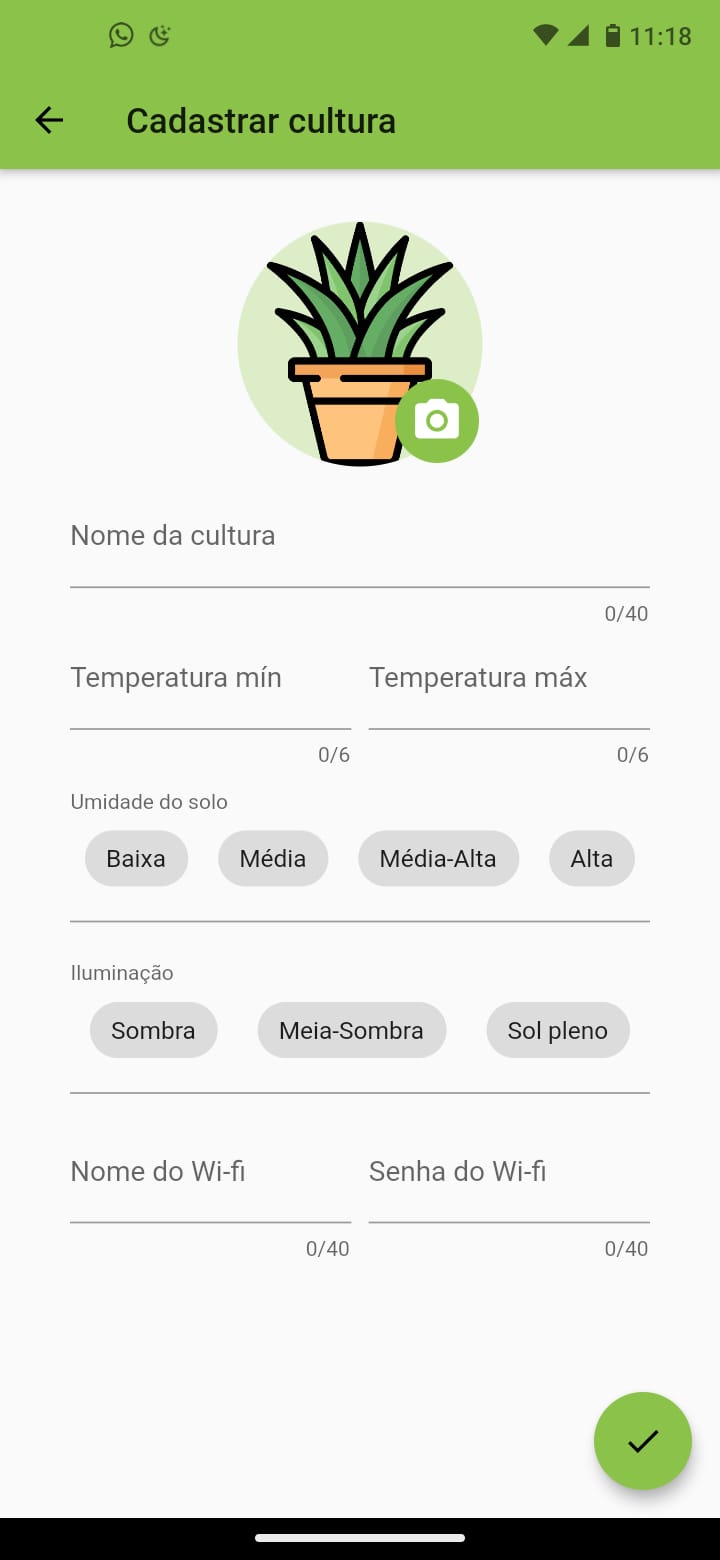 11:18
Cadastrar cultura
Nome da cultura
0/40
Temperatura mín Temperatura máx
0/6 0/6
Umidade do solo
Baixa Média Média-Alta Alta
Iluminação
Sombra Meia-Sombra Sol pleno
Nome do Wi-fi Senha do Wi-fi
0/40 0/40